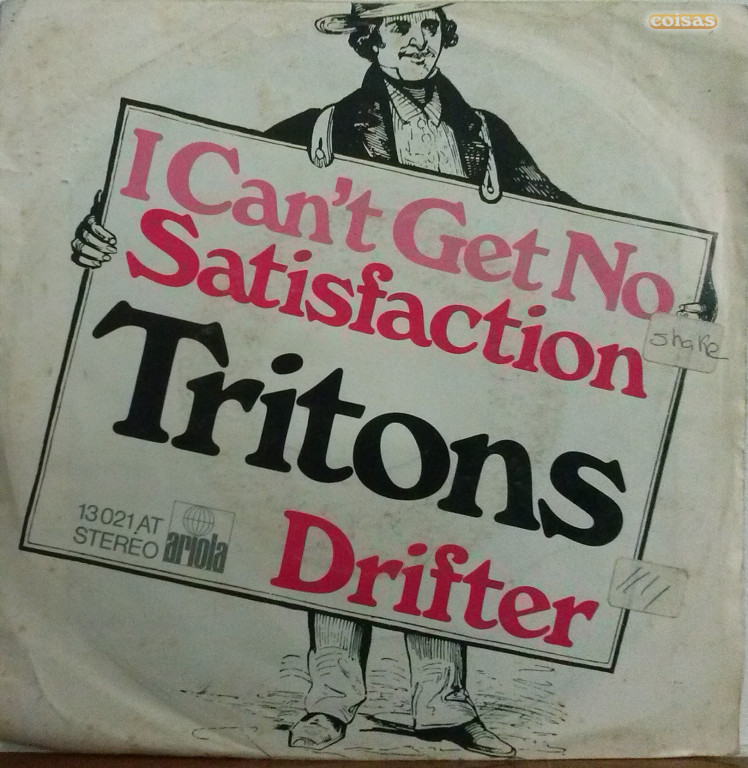 coisas
I Can't Get No
Satisfaction
shake
Tritons
13 021 AT
STEREO
ariola
Drifter